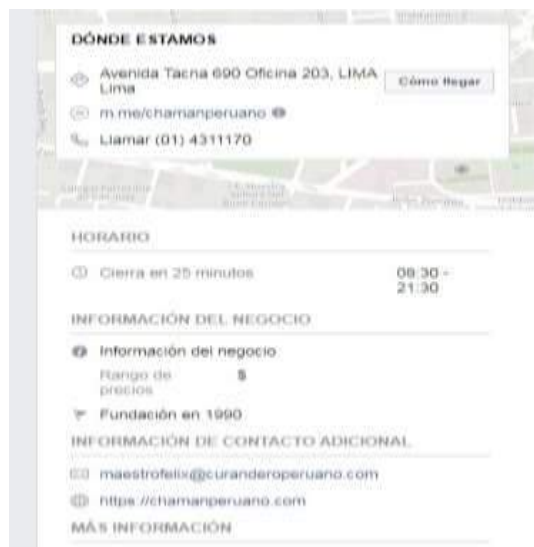 DÓNDE ESTAMOS
Avenida Tacna 690 Oficina 203, LIMA
Lima
Cómo llegar
m.me/chamanperuano
Llamar (01) 4311170
HORARIO
Cierra en 25 minutos
08:30 -
21:30
INFORMACIÓN DEL NEGOCIO
Información del negocio
Rango de
precios
$
Fundación en 1990
INFORMACIÓN DE CONTACTO ADICIONAL
maestrofelix@curanderoperuano.com
https://chamanperuano.com
MÁS INFORMACIÓN